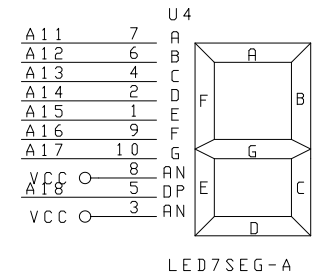 U4
A11 7 A
A12 6 B
A13 4 C
A14 2 D
A15 1 E
A16 9 F
A17 10 G
VCC 8 AN
A18 5 DP
VCC 3 AN
A
F B
G
E C
D
LED7SEG-A